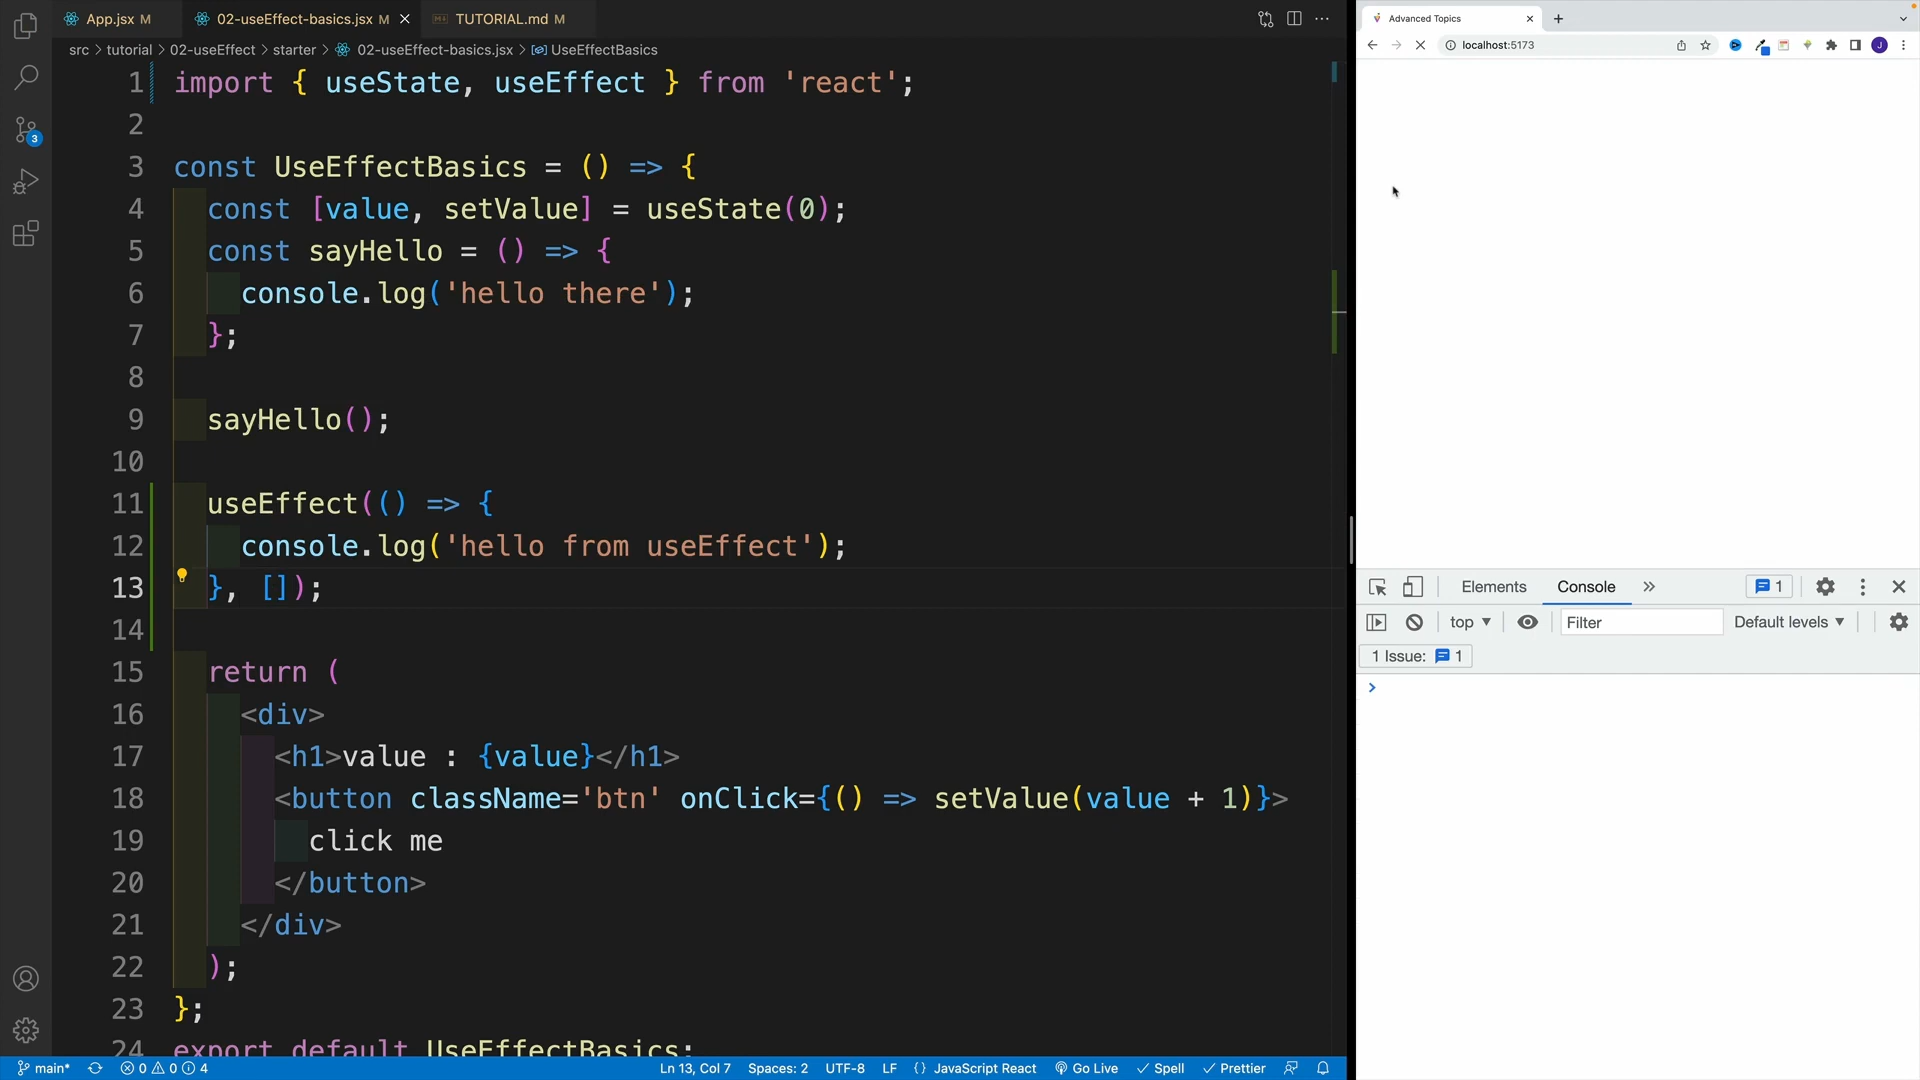 App.jsx M
02-useEffect-basics.jsx M
TUTORIAL.md M
src > tutorial > 02-useEffect > starter > 02-useEffect-basics.jsx > UseEffectBasics
3
1 import { useState, useEffect } from 'react';
2
3 const UseEffectBasics = () => {
4 const [value, setValue] = useState(0);
5 const sayHello = () => {
6 console.log('hello there');
7 };
8
9 sayHello();
10
11 useEffect(() => {
12 console.log('hello from useEffect');
13 }, []);
14
15 return (
16 <div>
17 <h1>value : {value}</h1>
18 <button className='btn' onClick={() => setValue(value + 1)}>
19 click me
20 </button>
21 </div>
22 );
23 };
24 export default UseEffectBasics;
main* 0 0 4 Ln 13, Col 7 Spaces: 2 UTF-8 LF {} JavaScript React Go Live Spell Prettier
Advanced Topics
localhost:5173
J
Elements Console 1
top Filter Default levels
1 Issue: 1